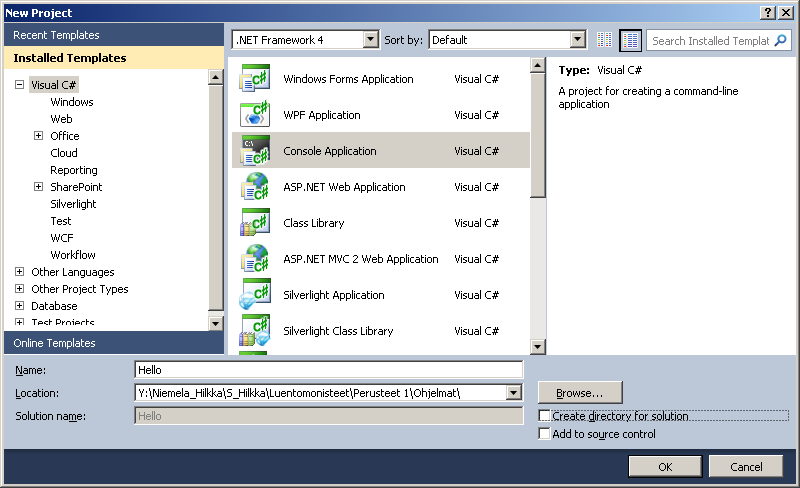 New Project
Recent Templates
Installed Templates
Visual C#
Windows
Web
Office
Cloud
Reporting
SharePoint
Silverlight
Test
WCF
Workflow
Other Languages
Other Project Types
Database
Test Projects
Online Templates
.NET Framework 4 Sort by: Default Search Installed Templat
Windows Forms Application Visual C#
WPF Application Visual C#
Console Application Visual C#
ASP.NET Web Application Visual C#
Class Library Visual C#
ASP.NET MVC 2 Web Application Visual C#
Silverlight Application Visual C#
Silverlight Class Library Visual C#
Type: Visual C#
A project for creating a command-line
application
Name: Hello
Location: Y:\Niemela_Hilkka\S_Hilkka\Luentomonisteet\Perusteet 1\Ohjelmat\ Browse...
Solution name: Hello Create directory for solution
Add to source control
OK Cancel